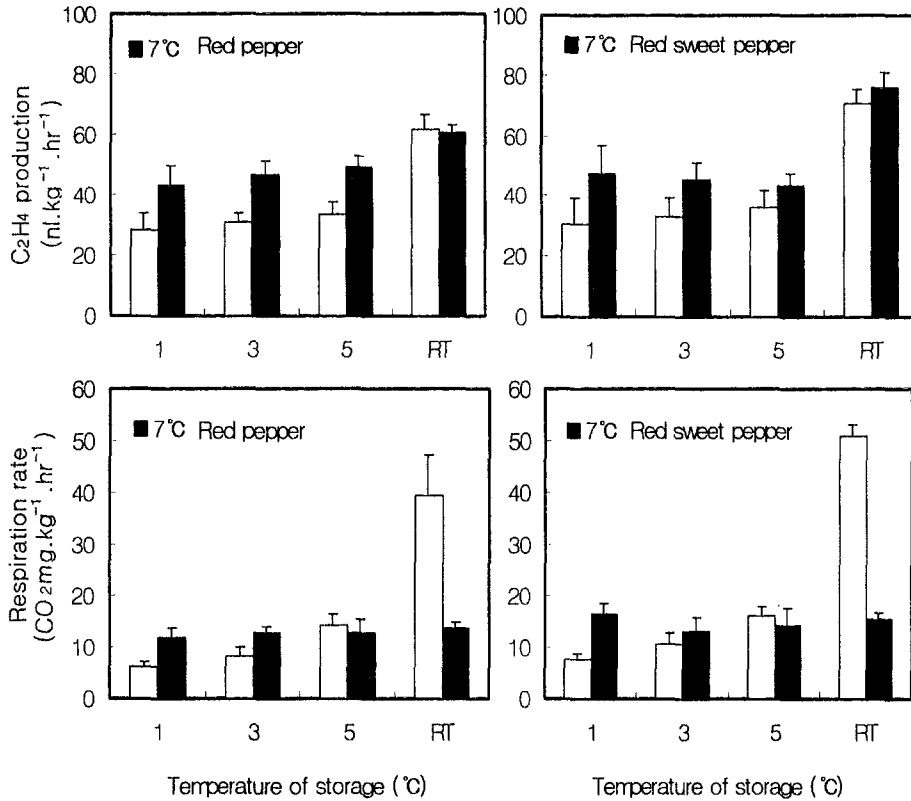 C2H4 production
(nl.kg⁻¹.hr⁻¹)
100
80
60
40
20
0
■ 7℃ Red pepper
1 3 5 RT
100
80
60
40
20
0
■ 7℃ Red sweet pepper
1 3 5 RT
Respiration rate
(CO2mg.kg⁻¹.hr⁻¹)
60
50
40
30
20
10
0
■ 7℃ Red pepper
1 3 5 RT
Temperature of storage (℃)
60
50
40
30
20
10
0
■ 7℃ Red sweet pepper
1 3 5 RT
Temperature of storage (℃)